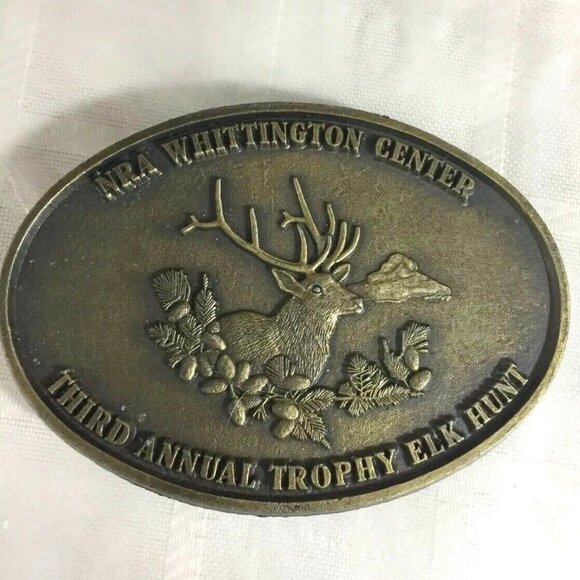 NRA WHITTINGTON CENTER
THIRD ANNUAL TROPHY ELK HUNT